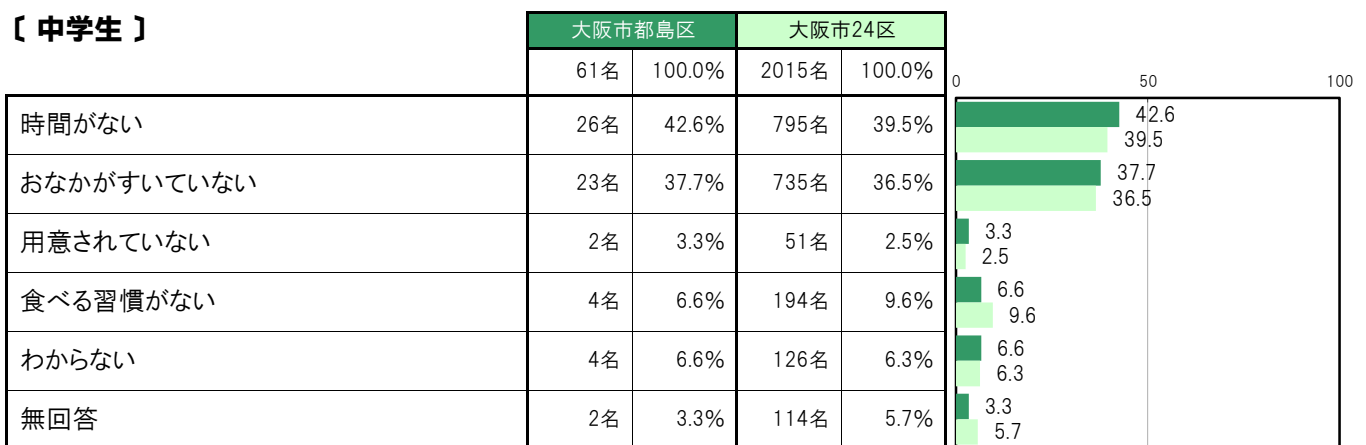 〔 中学生 〕
大阪市都島区 大阪市24区
61名 100.0% 2015名 100.0% 0 50 100
時間がない 26名 42.6% 795名 39.5% 42.6
39.5
おなかがすいていない 23名 37.7% 735名 36.5% 37.7
36.5
用意されていない 2名 3.3% 51名 2.5% 3.3
2.5
食べる習慣がない 4名 6.6% 194名 9.6% 6.6
9.6
わからない 4名 6.6% 126名 6.3% 6.6
6.3
無回答 2名 3.3% 114名 5.7% 3.3
5.7